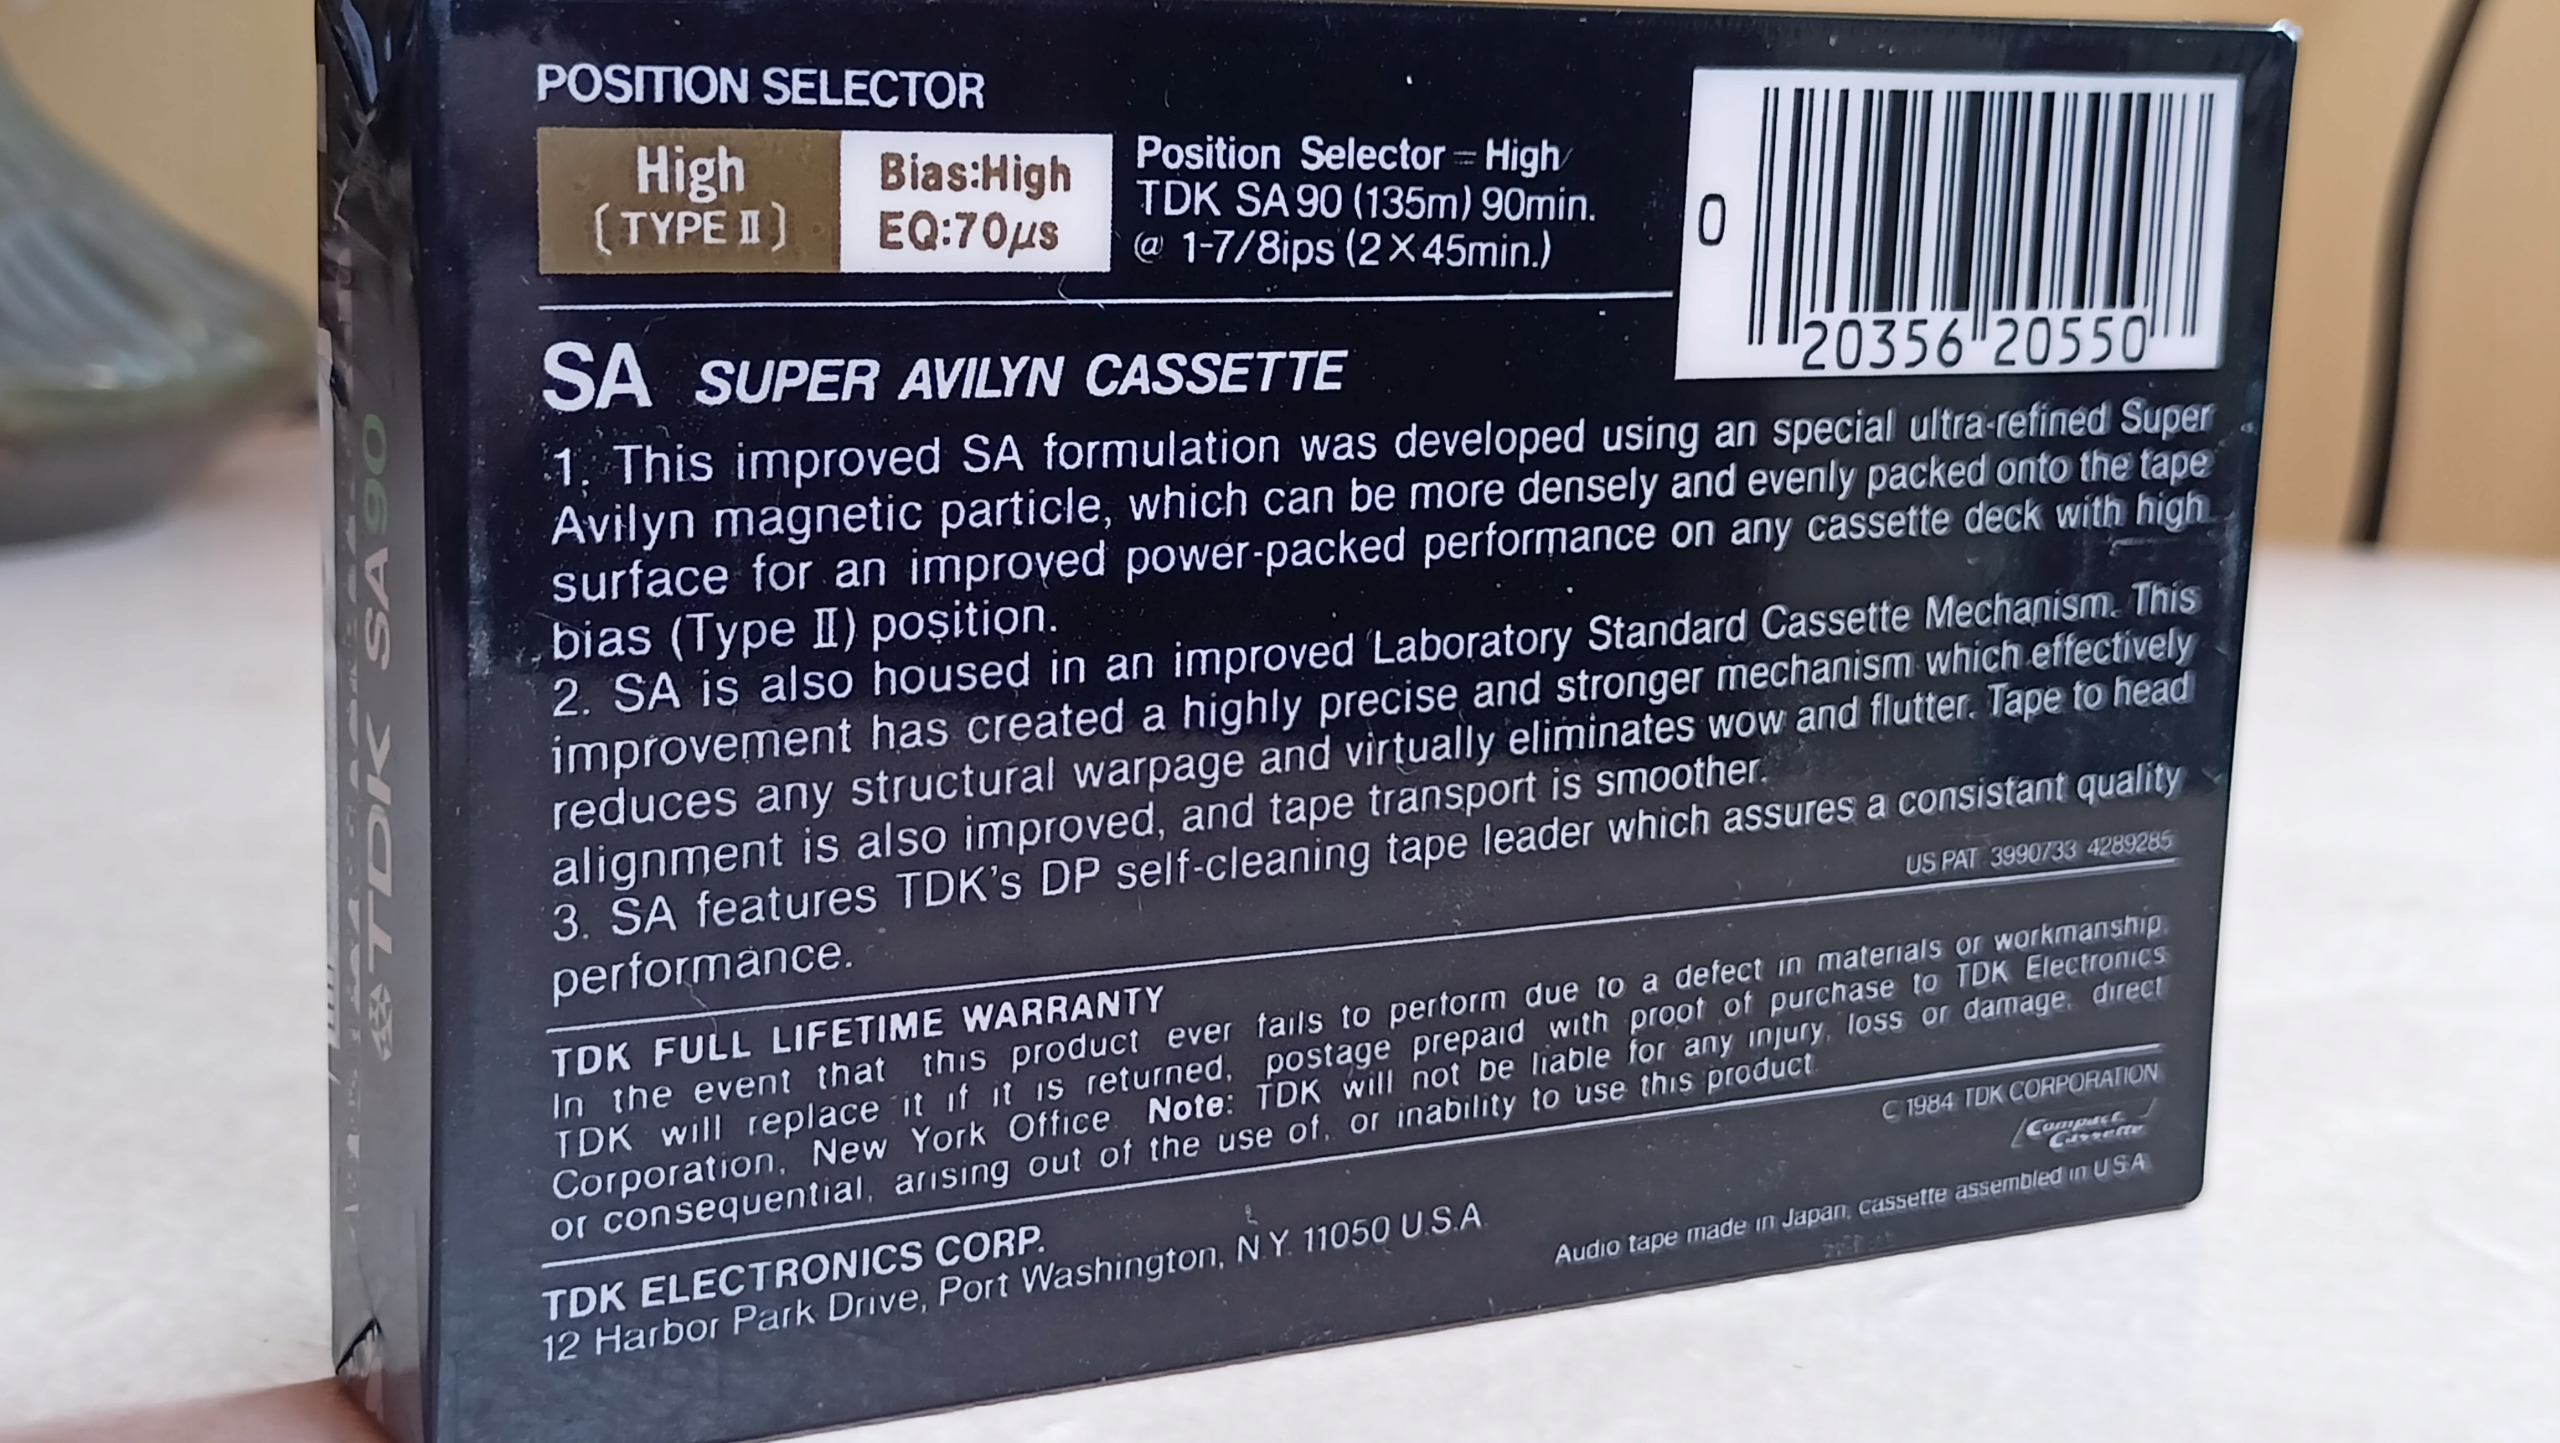 POSITION SELECTOR
High
(TYPE II)
Bias:High
EQ:70µs
Position Selector = High
TDK SA90 (135m) 90min.
@ 1-7/8ips (2×45min.)
0
20356 20550
SA SUPER AVILYN CASSETTE
1. This improved SA formulation was developed using an special ultra-refined Super
Avilyn magnetic particle, which can be more densely and evenly packed onto the tape
surface for an improved power-packed performance on any cassette deck with high
bias (Type II) position.
2. SA is also housed in an improved Laboratory Standard Cassette Mechanism. This
improvement has created a highly precise and stronger mechanism which effectively
reduces any structural warpage and virtually eliminates wow and flutter. Tape to head
alignment is also improved, and tape transport is smoother.
3. SA features TDK's DP self-cleaning tape leader which assures a consistant quality
performance.
US PAT 3990733 4289285
TDK FULL LIFETIME WARRANTY
In the event that this product ever fails to perform due to a defect in materials or workmanship.
TDK will replace it if it is returned, postage prepaid with proof of purchase to TDK Electronics
Corporation, New York Office. Note: TDK will not be liable for any injury, loss or damage, direct
or consequential, arising out of the use of, or inability to use this product.
C 1984 TDK CORPORATION
Compact
Cassette
TDK ELECTRONICS CORP.
12 Harbor Park Drive, Port Washington, N.Y. 11050 U.S.A.
Audio tape made in Japan, cassette assembled in U.S.A.
TDK SA90